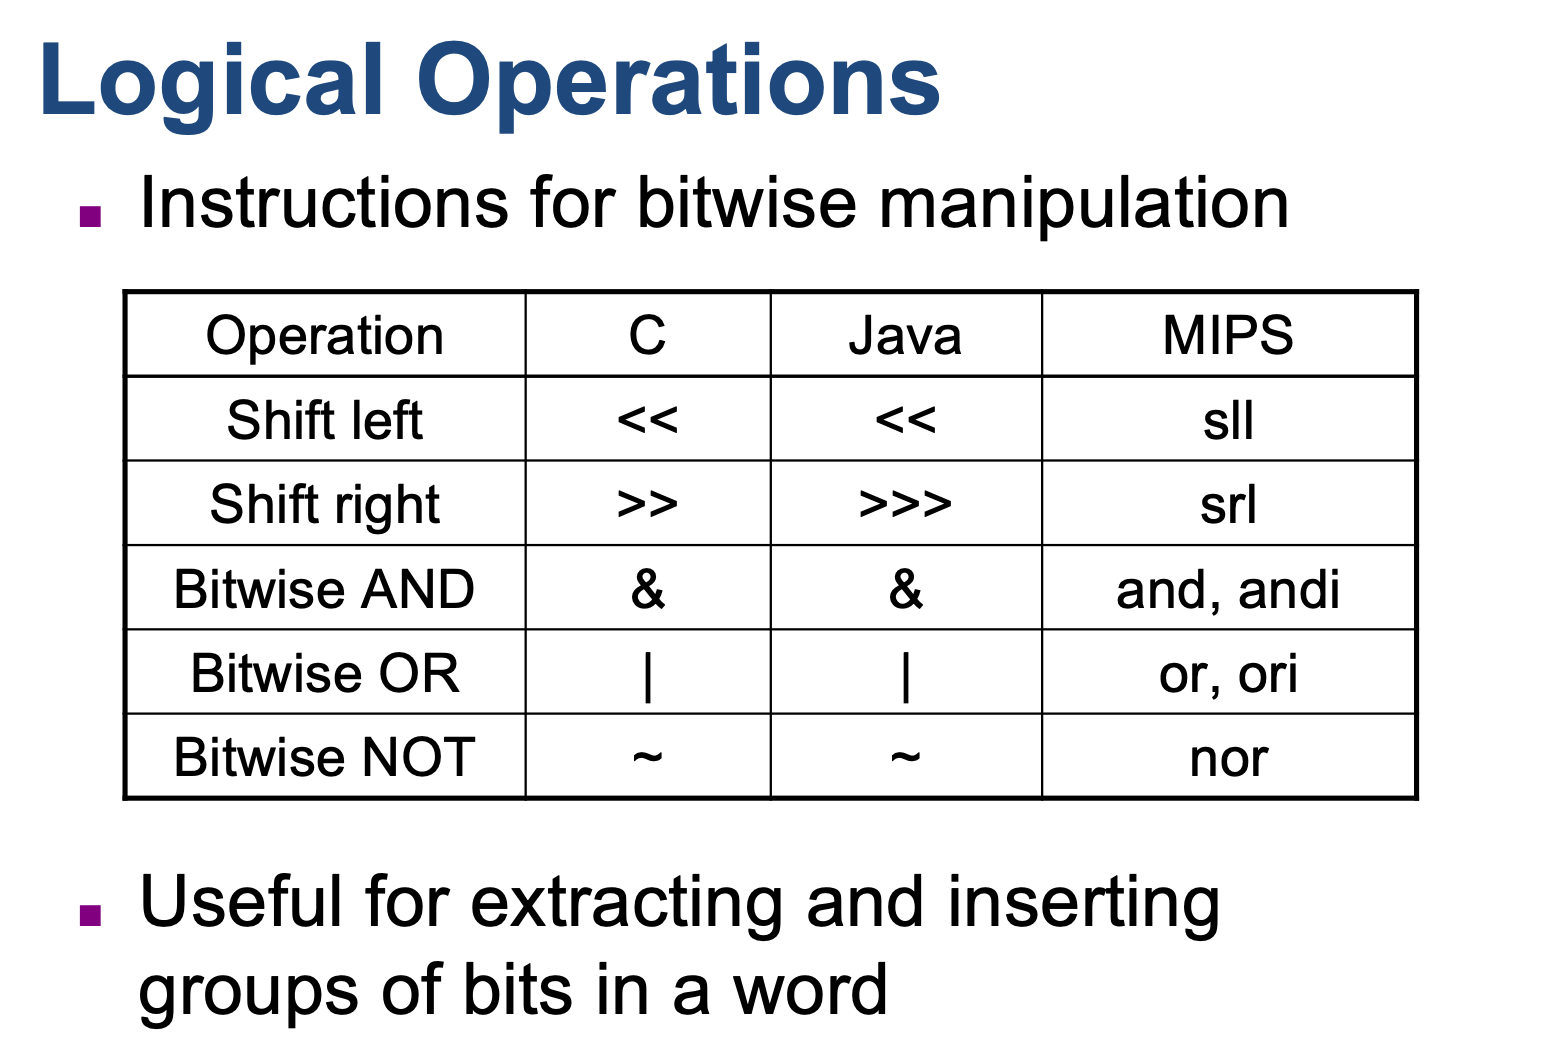 Logical Operations
Instructions for bitwise manipulation
Operation C Java MIPS
Shift left << << sll
Shift right >> >>> srl
Bitwise AND & & and, andi
Bitwise OR | | or, ori
Bitwise NOT ~ ~ nor
Useful for extracting and inserting
groups of bits in a word